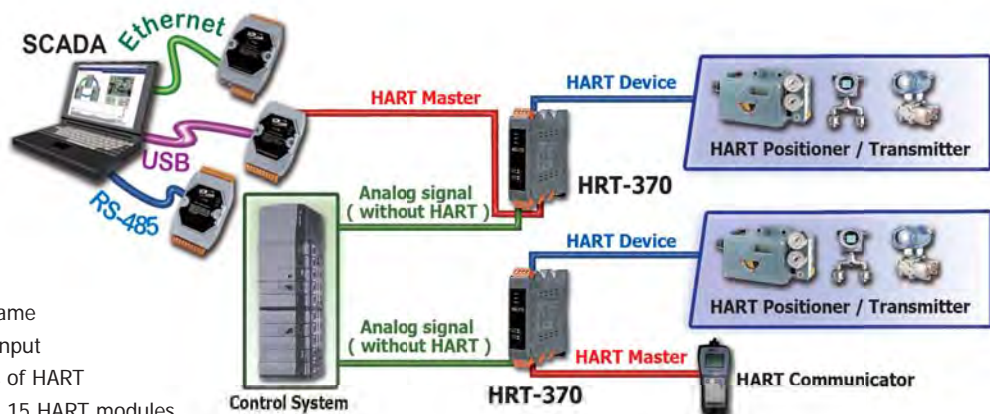 SCADA
Ethernet
USB
RS-485
HART Master
HART Device
HART Positioner / Transmitter
HRT-370
Analog signal
( without HART )
HART Device
HART Positioner / Transmitter
Analog signal
( without HART )
HART Master
HRT-370
HART Communicator
Control System
ame
nput
of HART
15 HART modules